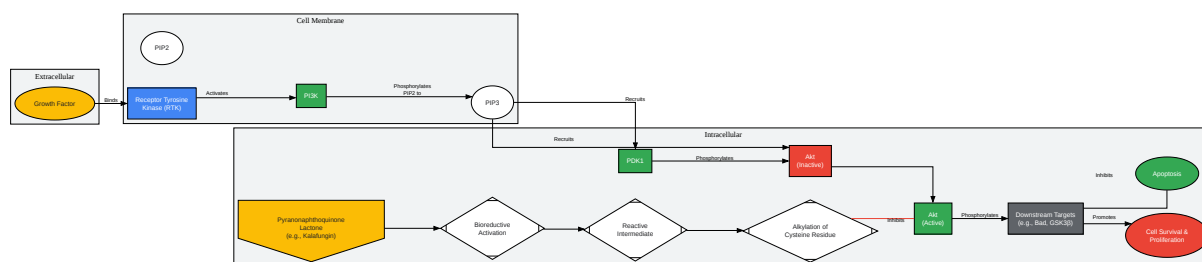 Cell Membrane
PIP2
Extracellular
Growth Factor
Binds
Receptor Tyrosine
Kinase (RTK)
Activates
PI3K
Phosphorylates
PIP2 to
PIP3
Recruits
Intracellular
Recruits
PDK1
Phosphorylates
Akt
(Inactive)
Inhibits
Apoptosis
Pyranonaphthoquinone
Lactone
(e.g., Kalafungin)
Bioreductive
Activation
Reactive
Intermediate
Alkylation of
Cysteine Residue
Inhibits
Akt
(Active)
Phosphorylates
Downstream Targets
(e.g., Bad, GSK3β)
Promotes
Cell Survival &
Proliferation